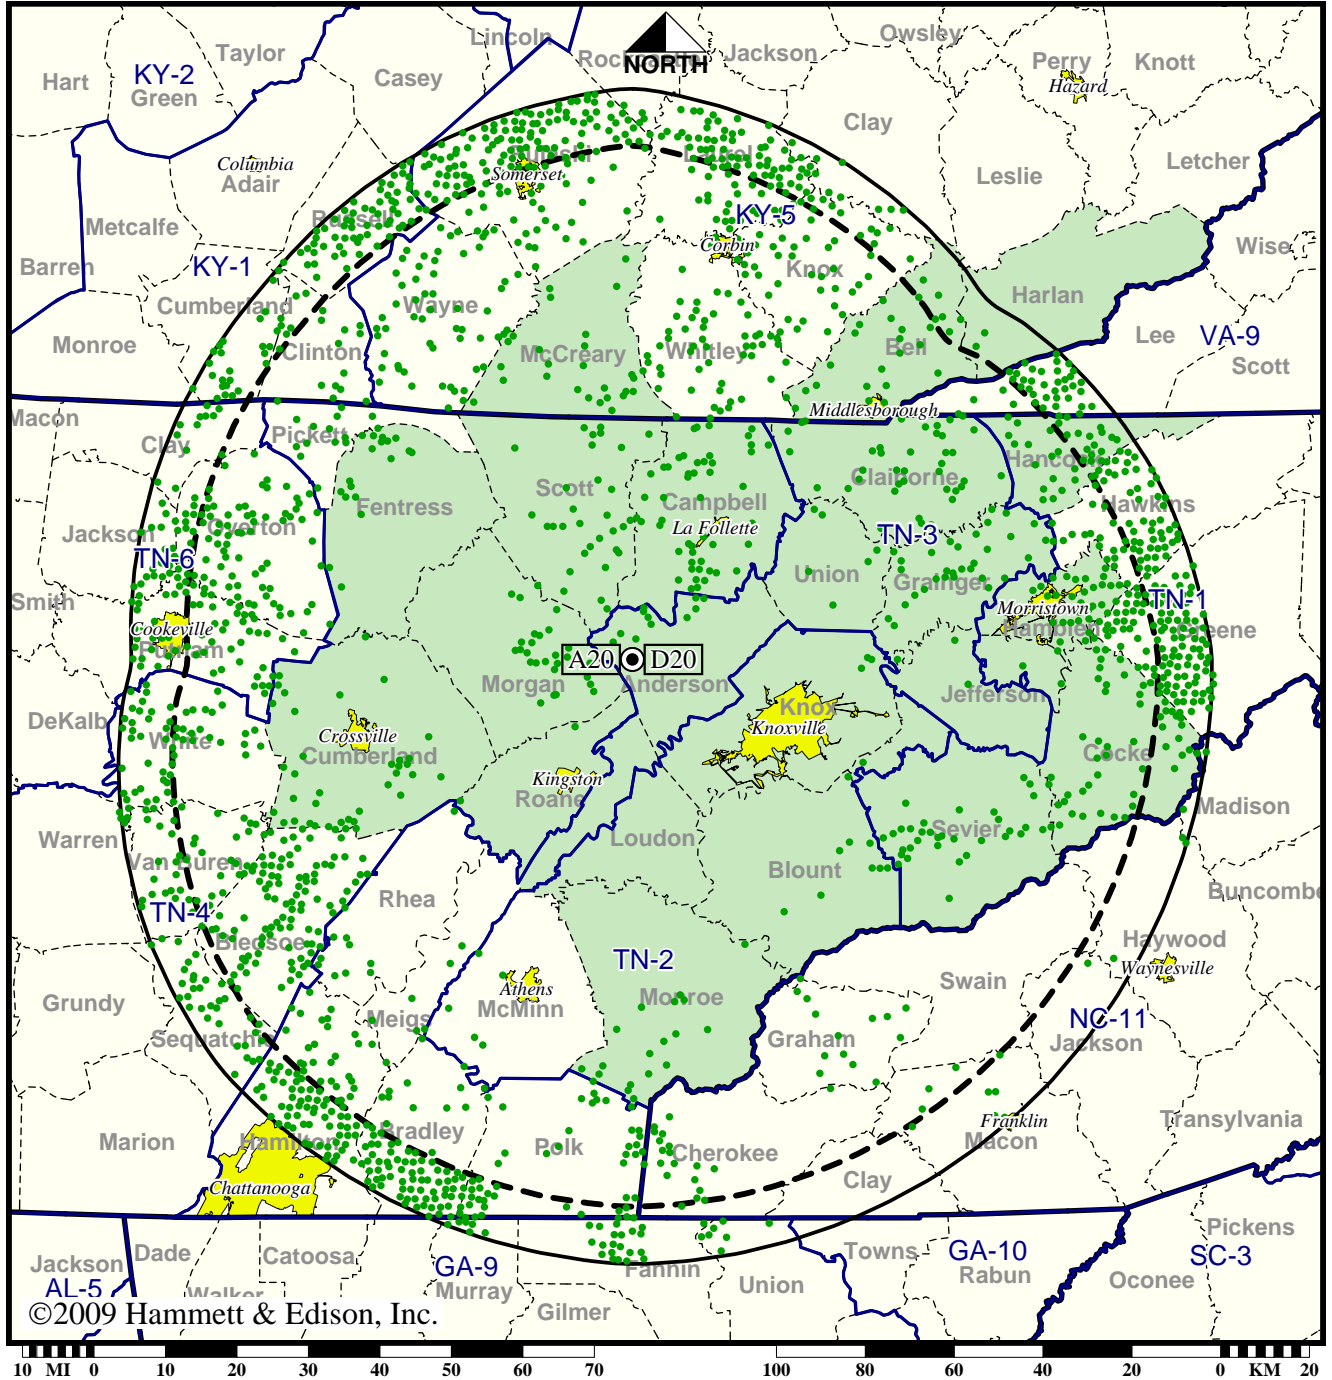 Lincoln
Owsley
Taylor
Rockcastle
Jackson
NORTH
Perry
Knott
KY-2
Casey
Hart
Green
Hazard
Clay
Pulaski
Laurel
Letcher
Columbia
Adair
Somerset
Leslie
Russell
KY-5
Metcalfe
Corbin
Wise
Barren
KY-1
Knox
Cumberland
Wayne
Harlan
Monroe
Clinton
McCreary
Whitley
Bell
Lee
VA-9
Scott
Macon
Middlesborough
Clay
Pickett
Hancock
Scott
Claiborne
Fentress
Campbell
Hawkins
Jackson
Overton
La Follette
TN-3
TN-6
Union
Grainger
Smith
Morristown
TN-1
Cookeville
Hamblen
Greene
Putnam
A20
D20
Morgan
Anderson
Jefferson
DeKalb
Knox
White
Crossville
Knoxville
Cumberland
Cocke
Kingston
Roane
Madison
Warren
Loudon
Sevier
Van Buren
Blount
Rhea
Buncombe
TN-4
Bledsoe
Haywood
TN-2
Waynesville
Swain
Athens
Grundy
McMinn
Monroe
Meigs
NC-11
Sequatchie
Graham
Jackson
Franklin
Transylvania
Marion
Hamilton
Bradley
Polk
Cherokee
Macon
Clay
Chattanooga
Pickens
Dade
Catoosa
Towns
GA-10
SC-3
Jackson
GA-9
Fannin
Rabun
Oconee
AL-5
Walker
Murray
Union
Gilmer
©2009 Hammett & Edison, Inc.
10 MI 0 10 20 30 40 50 60 70 100 80 60 40 20 0 KM 20